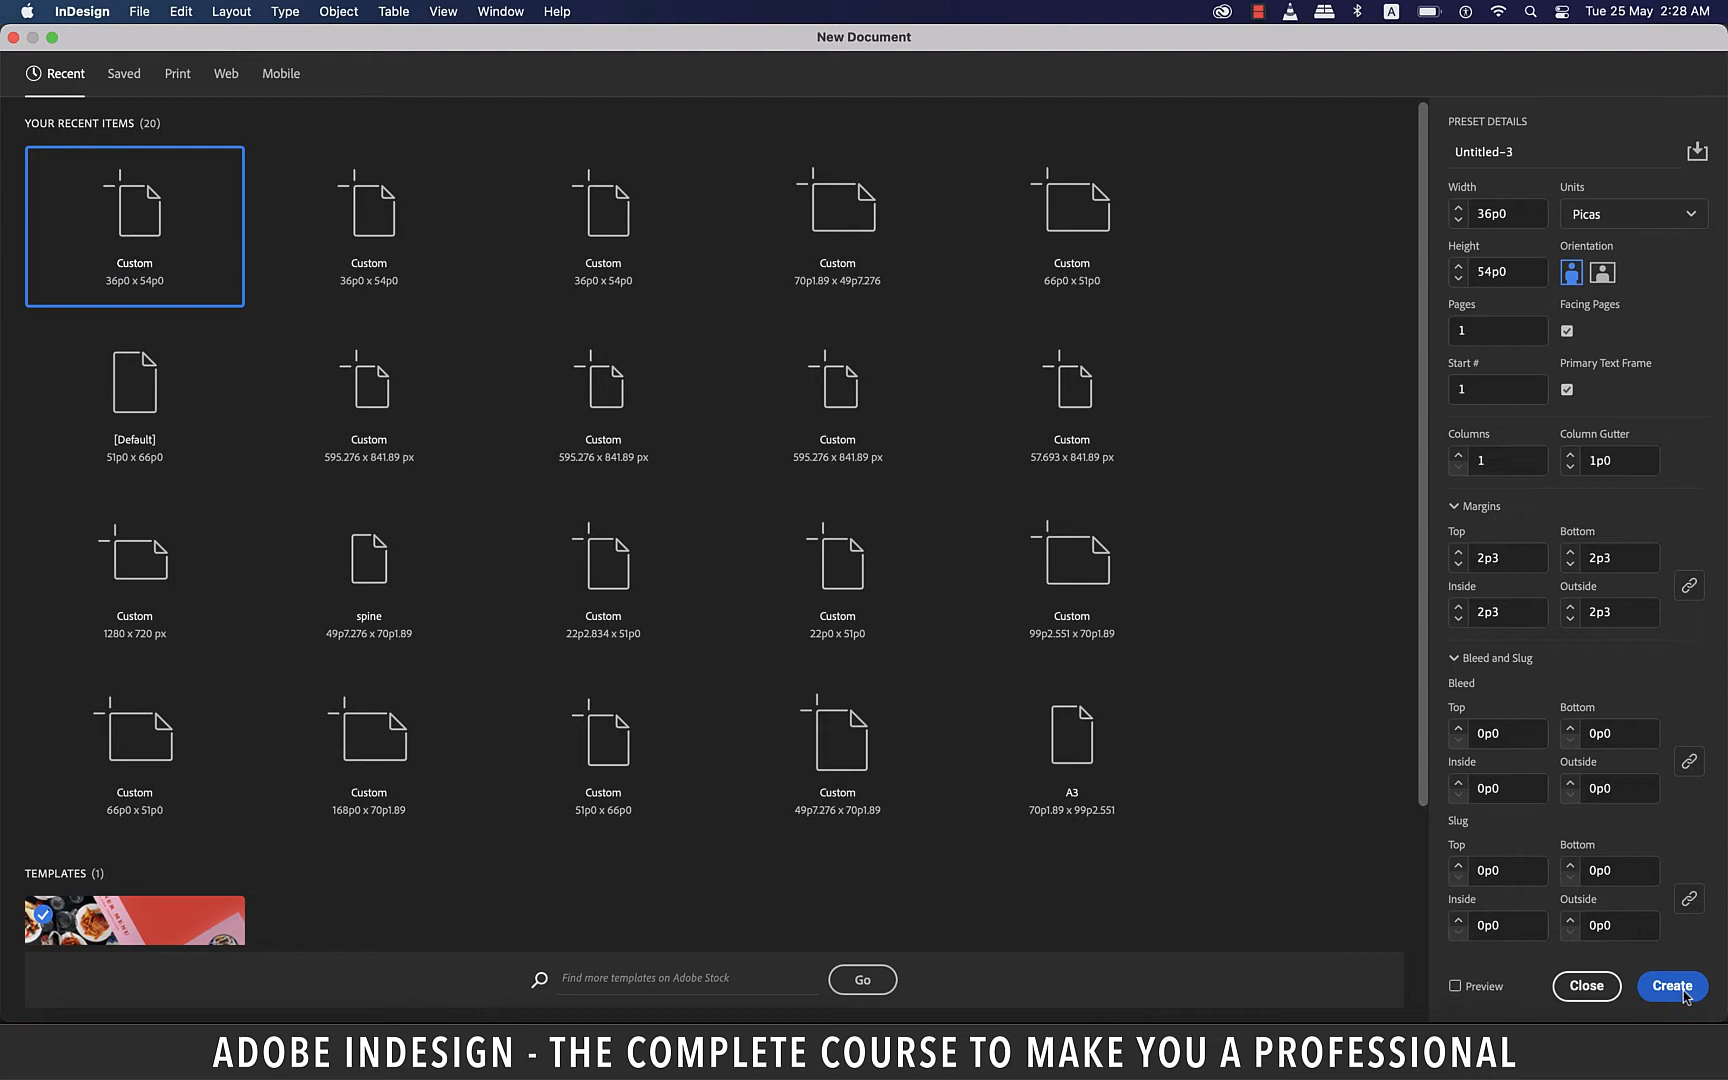 InDesign File Edit Layout Type Object Table View Window Help A Tue 25 May 2:28 AM
New Document
Recent Saved Print Web Mobile
YOUR RECENT ITEMS (20)
Custom Custom Custom Custom Custom
36p0 x 54p0 36p0 x 54p0 36p0 x 54p0 70p1.89 x 49p7.276 66p0 x 51p0
[Default] Custom Custom Custom Custom
51p0 x 66p0 595.276 x 841.89 px 595.276 x 841.89 px 595.276 x 841.89 px 57.693 x 841.89 px
Custom spine Custom Custom Custom
1280 x 720 px 49p7.276 x 70p1.89 22p2.834 x 51p0 22p0 x 51p0 99p2.551 x 70p1.89
Custom Custom Custom Custom A3
66p0 x 51p0 168p0 x 70p1.89 51p0 x 66p0 49p7.276 x 70p1.89 70p1.89 x 99p2.551
TEMPLATES (1)
Find more templates on Adobe Stock Go
PRESET DETAILS
Untitled-3
Width Units
36p0 Picas
Height Orientation
54p0
Pages Facing Pages
1
Start # Primary Text Frame
1
Columns Column Gutter
1 1p0
Margins
Top Bottom
2p3 2p3
Inside Outside
2p3 2p3
Bleed and Slug
Bleed
Top Bottom
0p0 0p0
Inside Outside
0p0 0p0
Slug
Top Bottom
0p0 0p0
Inside Outside
0p0 0p0
Preview Close Create
ADOBE INDESIGN - THE COMPLETE COURSE TO MAKE YOU A PROFESSIONAL